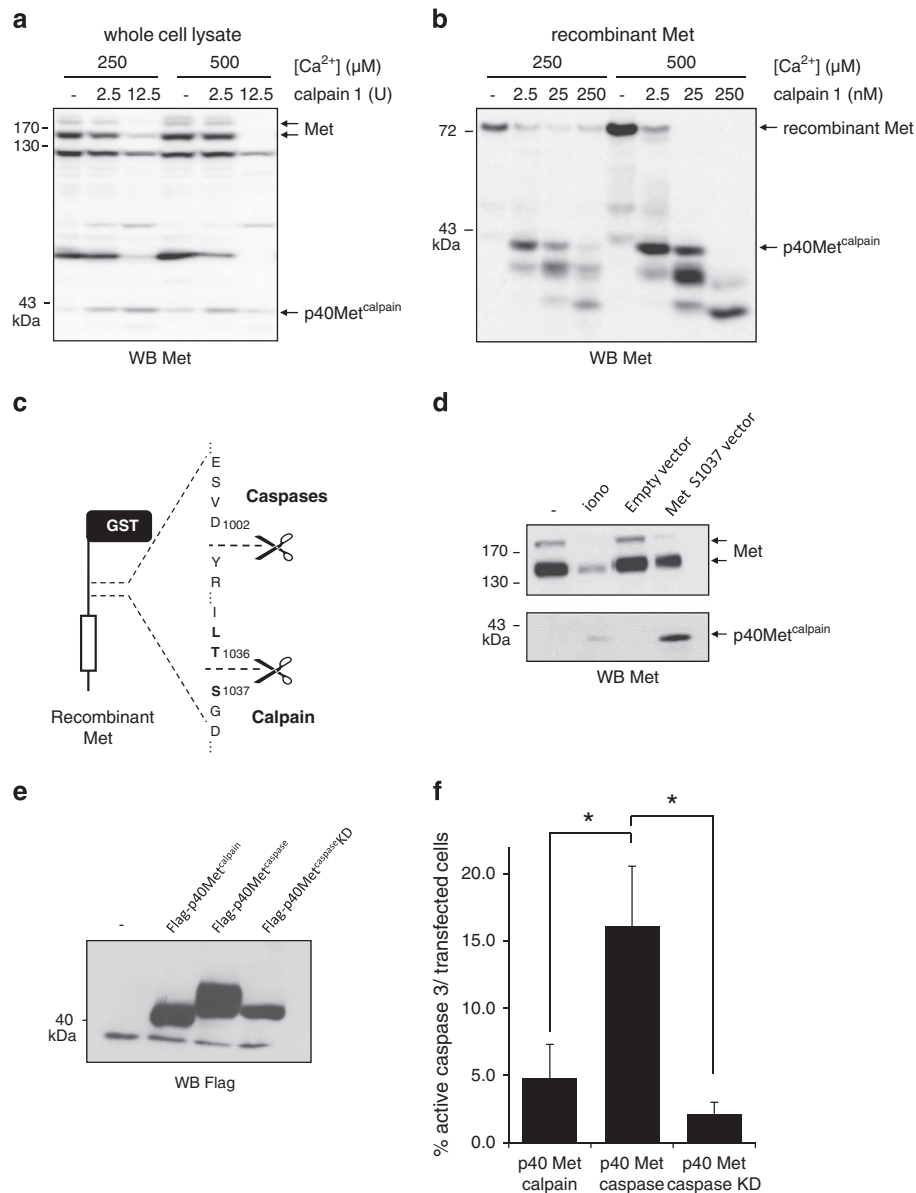 a
whole cell lysate
250 500 [Ca²⁺] (µM)
- 2.5 12.5 - 2.5 12.5 calpain 1 (U)
170
130
Met
43
kDa
p40Metcalpain
WB Met
b
recombinant Met
250 500 [Ca²⁺] (µM)
- 2.5 25 250 - 2.5 25 250 calpain 1 (nM)
72
recombinant Met
43
kDa
p40Metcalpain
WB Met
c
GST
Recombinant
Met
E
S
V
D1002
Caspases
Y
R
I
L
T1036
S1037
G
D
Calpain
d
-
iono
Empty vector
Met S1037 vector
170
130
Met
43
kDa
p40Metcalpain
WB Met
e
-
Flag-p40Metcalpain
Flag-p40Metcaspase
Flag-p40MetcaspaseKD
40
kDa
WB Flag
f
% active caspase 3/ transfected cells
20.0
15.0
10.0
5.0
0.0
*
*
p40 Met
calpain
p40 Met
caspase
p40 Met
caspase KD